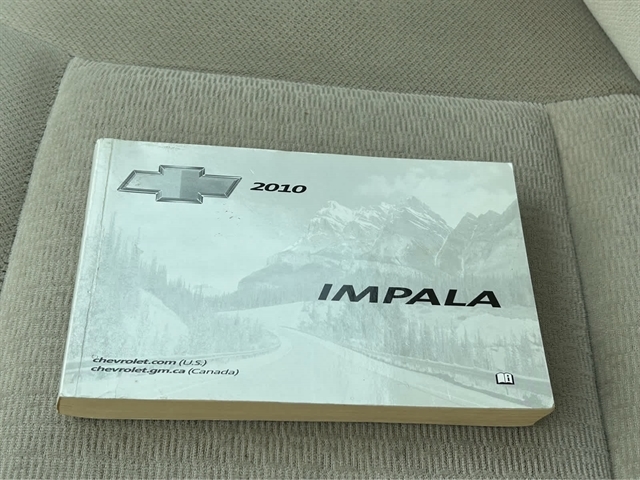 2010
IMPALA
chevrolet.com (U.S.)
chevrolet.gm.ca (Canada)